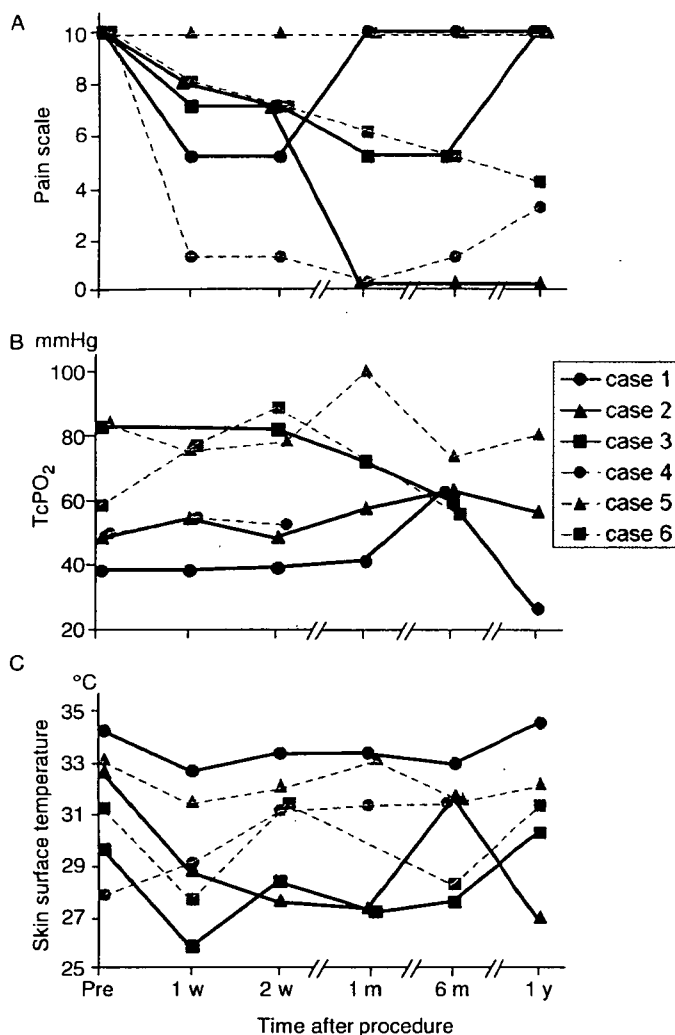 A
10
8
6
4
2
0
Pain scale
B
mmHg
100
80
60
40
20
TcPO2
case 1
case 2
case 3
case 4
case 5
case 6
C
°C
35
33
31
29
27
25
Skin surface temperature
Pre 1 w 2 w 1 m 6 m 1 y
Time after procedure